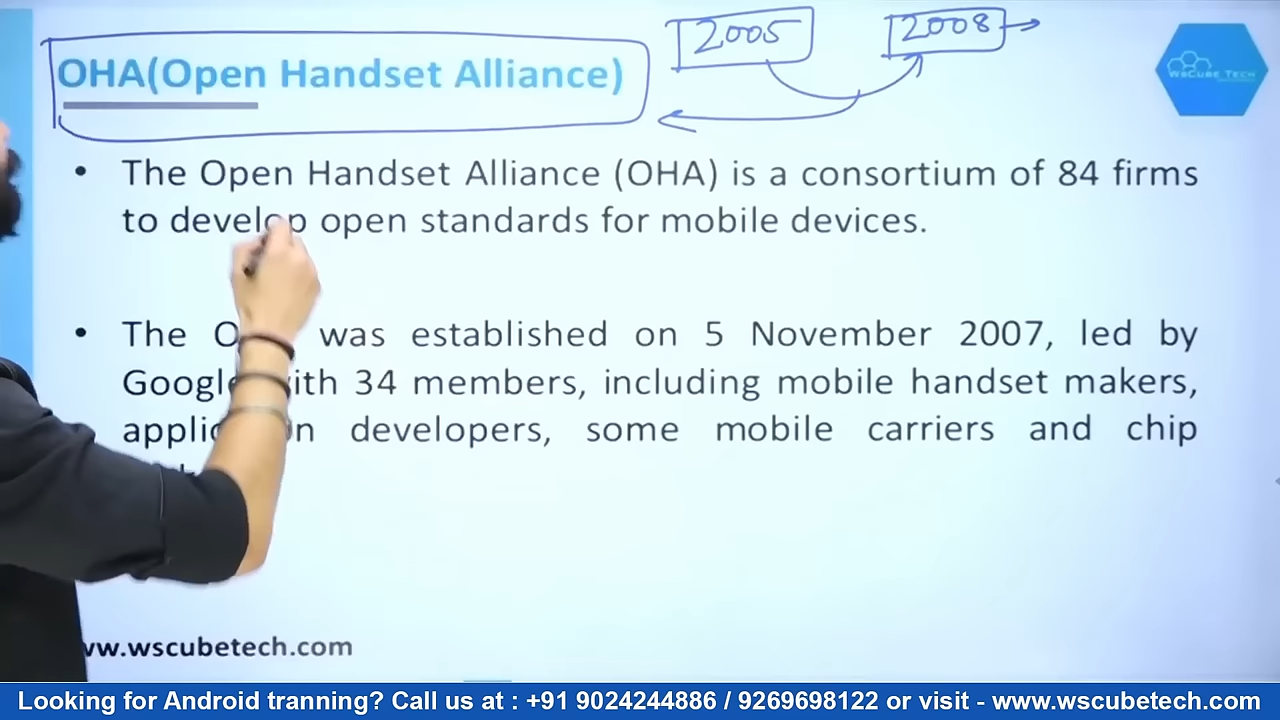 2005
2008
OHA(Open Handset Alliance)
WsCube Tech
• The Open Handset Alliance (OHA) is a consortium of 84 firms
to develop open standards for mobile devices.
• The O was established on 5 November 2007, led by
Googl ith 34 members, including mobile handset makers,
applic n developers, some mobile carriers and chip
ww.wscubetech.com
Looking for Android tranning? Call us at : +91 9024244886 / 9269698122 or visit - www.wscubetech.com